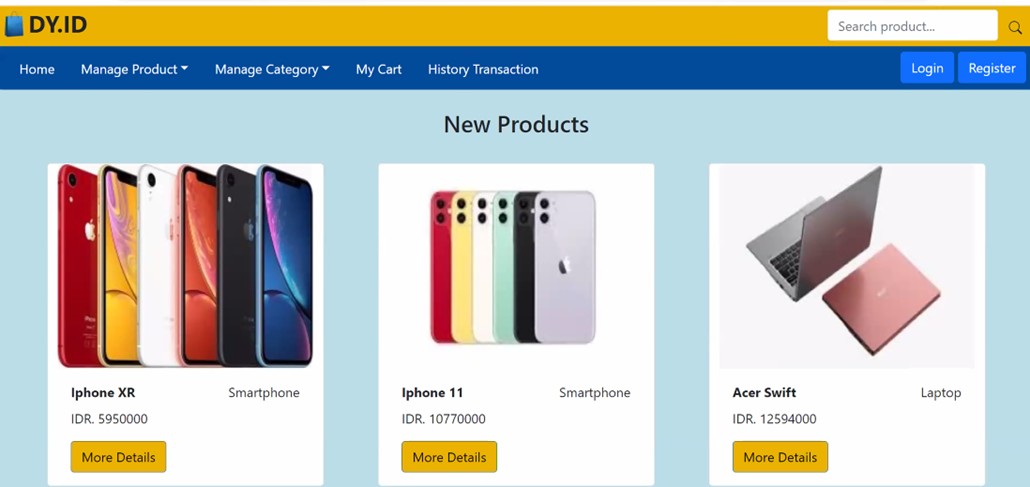 DY.ID
Search product...
Home Manage Product Manage Category My Cart History Transaction Login Register
New Products
Iphone XR Smartphone
IDR. 5950000
More Details
Iphone 11 Smartphone
IDR. 10770000
More Details
Acer Swift Laptop
IDR. 12594000
More Details